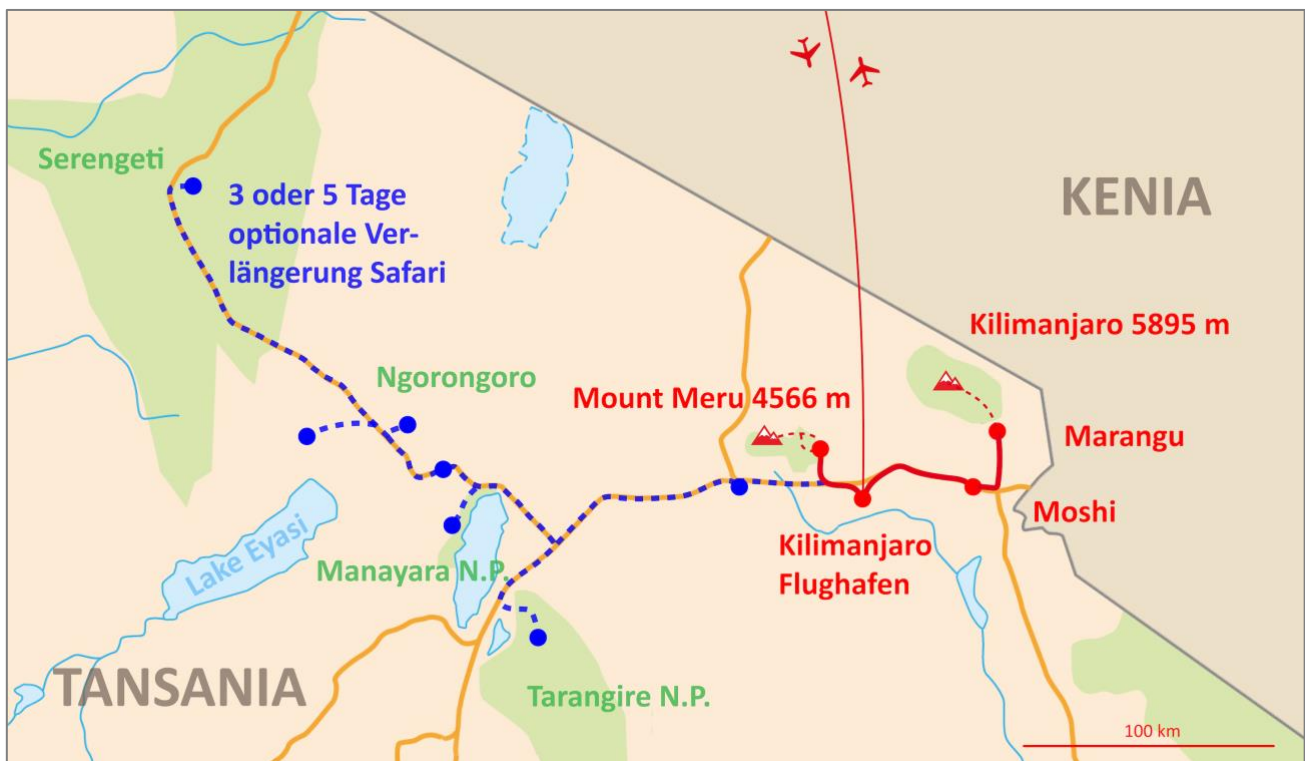 Serengeti
3 oder 5 Tage
optionale Ver-
längerung Safari
KENIA
Kilimanjaro 5895 m
Ngorongoro
Mount Meru 4566 m
Marangu
Moshi
Kilimanjaro
Flughafen
Lake Eyasi
Manayara N.P.
TANSANIA
Tarangire N.P.
100 km